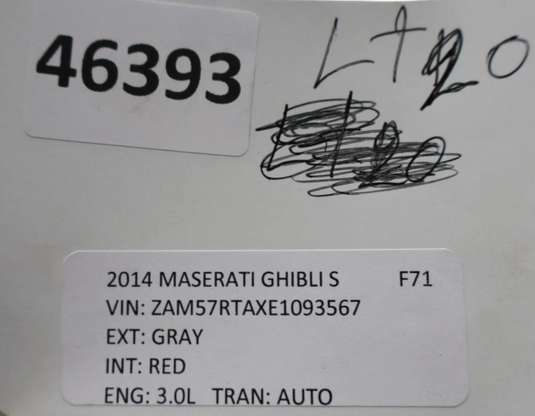 46393
Lt20
2014 MASERATI GHIBLI S F71
VIN: ZAM57RTAXE1093567
EXT: GRAY
INT: RED
ENG: 3.0L TRAN: AUTO